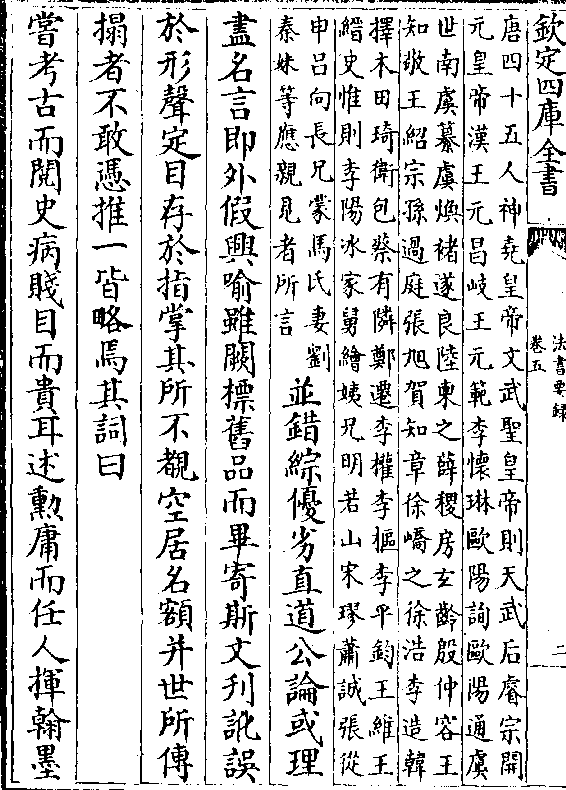 欽定四庫全書
法書要錄
卷五
二
唐四十五人神堯皇帝文武聖皇帝則天武后睿宗開
元皇帝漢王元昌岐王元範李懷琳歐陽詢歐陽通虞
世南虞纂虞煥禇遂良陸柬之薛稷房玄齡殷仲容王
知敬王紹宗孫過庭張旭賀知章徐嶠之徐浩李造韓
擇木田琦衛包蔡有隣鄭遷李權李樞李平鈞王維王
縉史惟則李陽冰家舅繪姨兄明若山宋璆蕭誠張從
申吕向長兄蒙馬氏妻劉
秦妹等應親見者所言
並錯綜優劣直道公論或理
盡名言即外假興喻雖闕標舊品而畢寄斯文刋訛誤
於形聲定目存於指掌其所不覩空居名額并世所傳
搨者不敢憑推一皆略焉其詞曰
嘗考古而閱史病賤目而貴耳述勲庸而任人揮翰墨